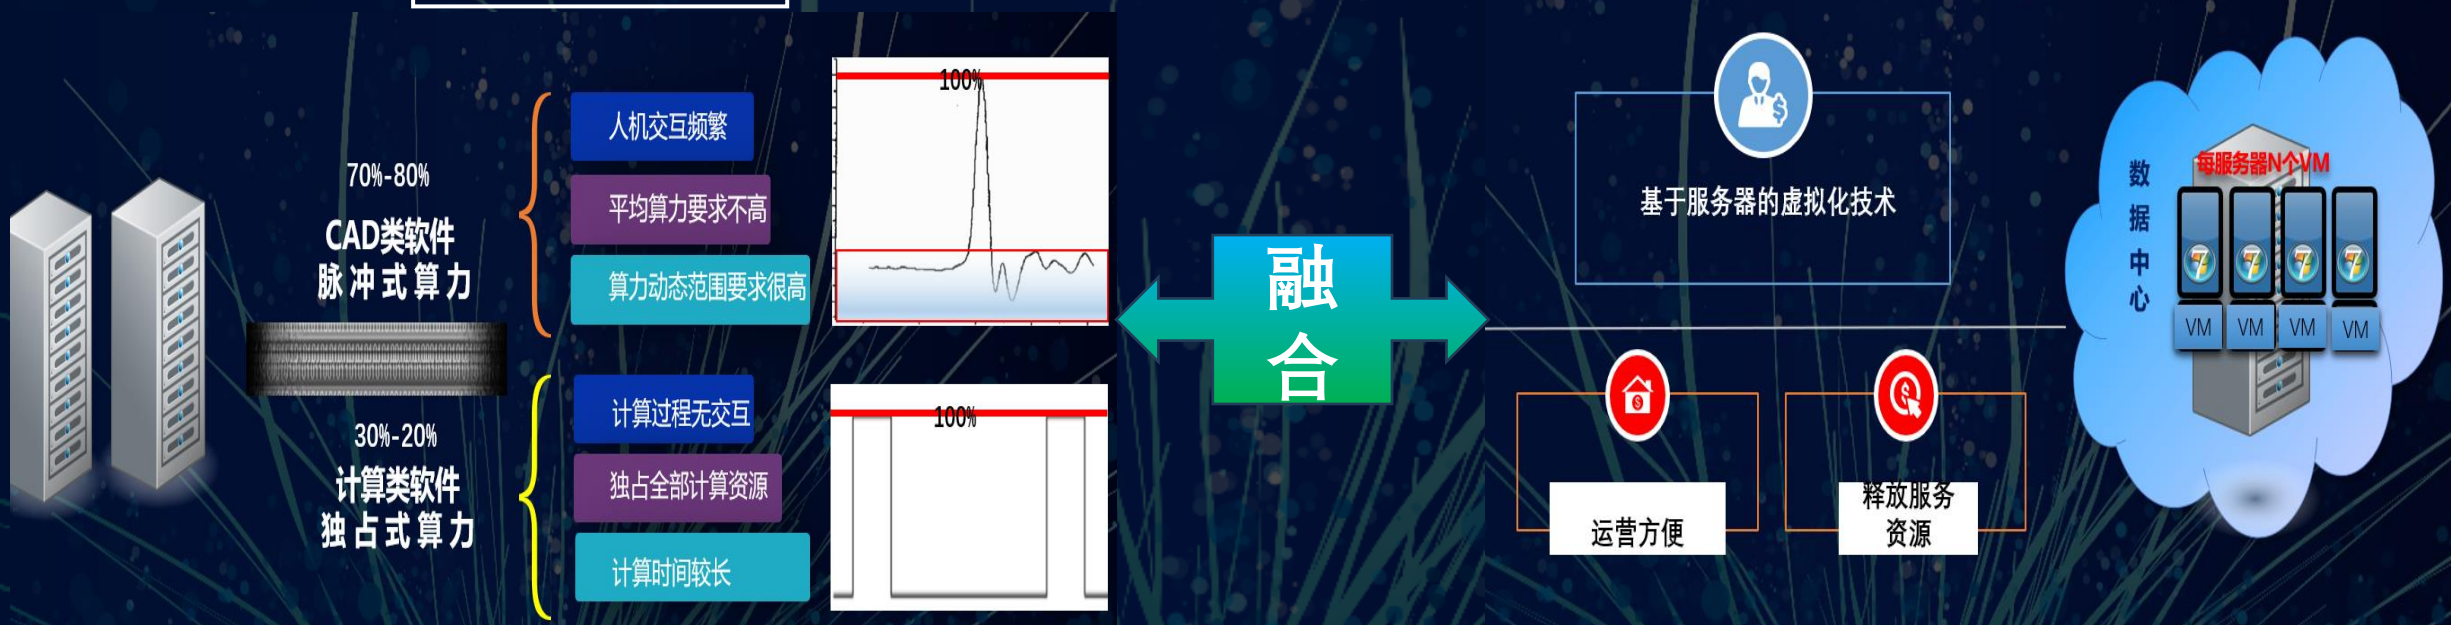 70%-80%
CAD类软件
脉冲式算力
人机交互频繁
平均算力要求不高
算力动态范围要求很高
100%
30%-20%
计算类软件
独占式算力
计算过程无交互
独占全部计算资源
计算时间较长
100%
融
合
基于服务器的虚拟化技术
运营方便
释放服务
资源
数
据
中
心
每服务器N个VM
VM
VM
VM
VM